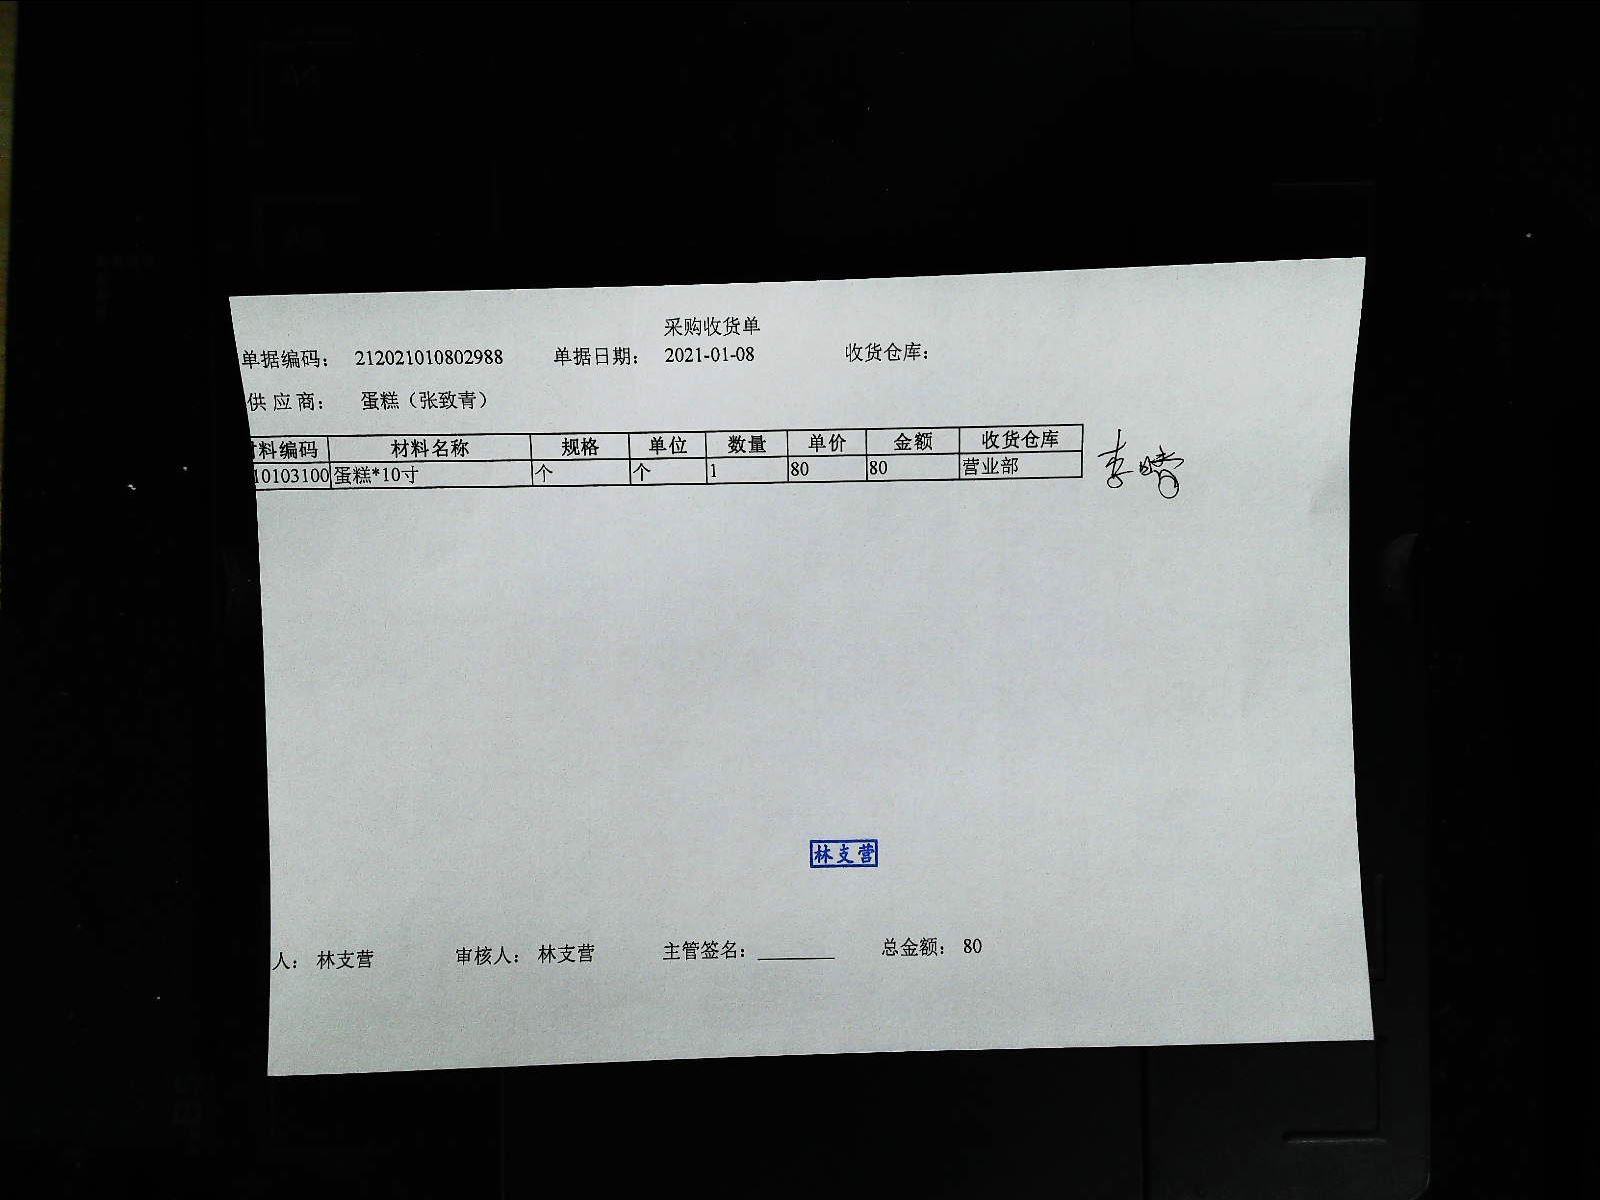 采购收货单
单据编码： 212021010802988 单据日期： 2021-01-08 收货仓库：
供应商： 蛋糕（张致青）
料编码 材料名称 规格 单位 数量 单价 金额 收货仓库
10103100 蛋糕*10寸 个 个 1 80 80 营业部
林支营
人： 林支营 审核人： 林支营 主管签名：________ 总金额： 80